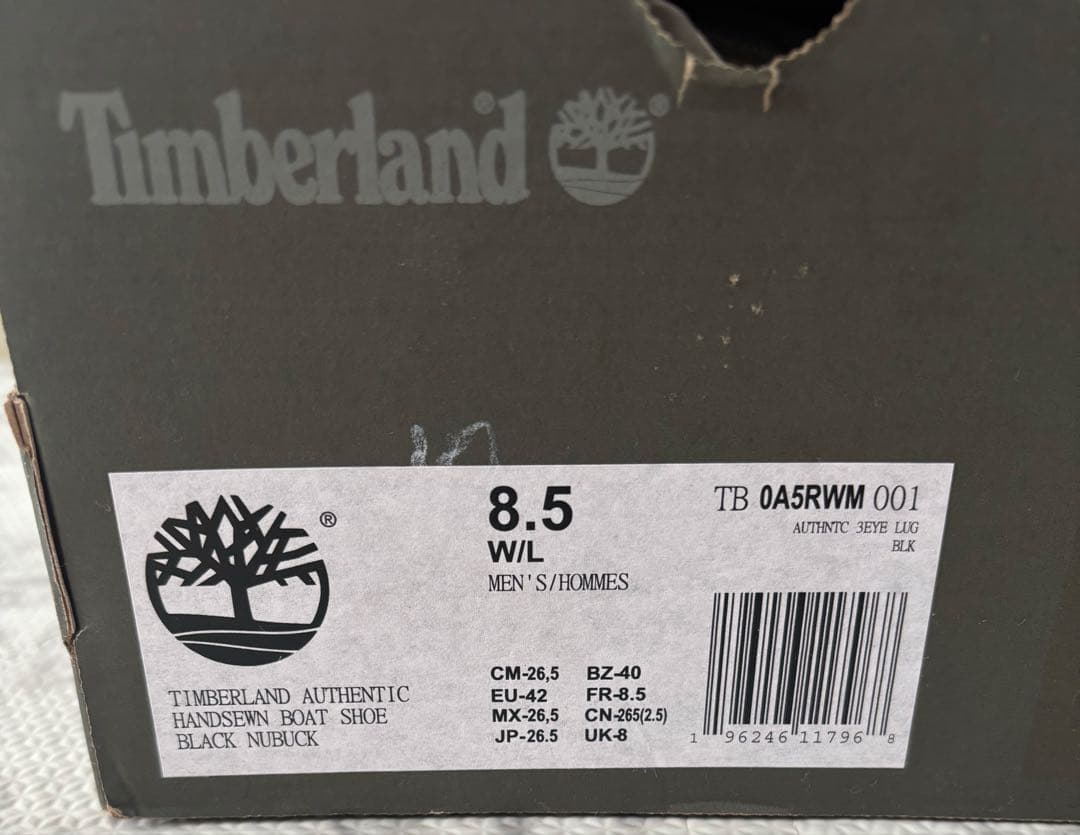 Timberland®
8.5
W/L
MEN'S/HOMMES
TB 0A5RWM 001
AUTHNTC 3EYE LUG
BLK
®
TIMBERLAND AUTHENTIC
HANDSEWN BOAT SHOE
BLACK NUBUCK
CM-26,5 BZ-40
EU-42 FR-8.5
MX-26,5 CN-265(2.5)
JP-26.5 UK-8
1 96246 11796 8